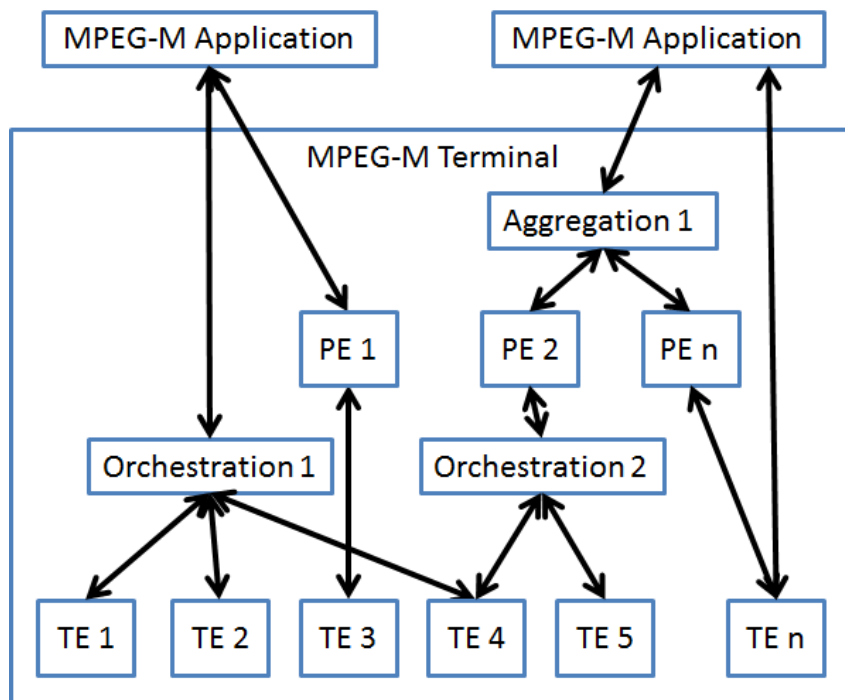 MPEG-M Application
MPEG-M Application
MPEG-M Terminal
Aggregation 1
PE 1
PE 2
PE n
Orchestration 1
Orchestration 2
TE 1
TE 2
TE 3
TE 4
TE 5
TE n